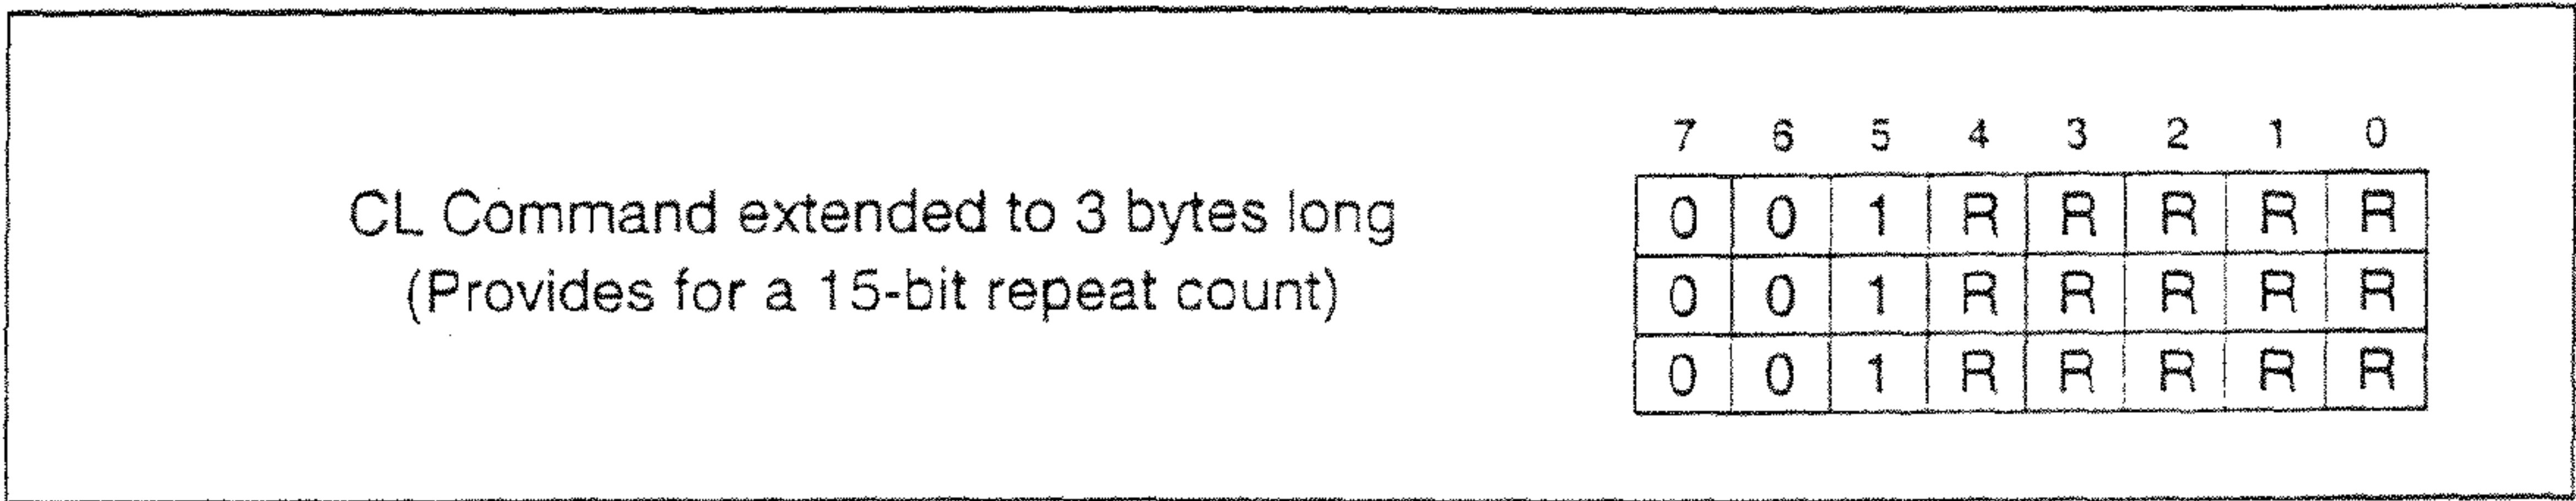 7 6 5 4 3 2 1 0
CL Command extended to 3 bytes long
(Provides for a 15-bit repeat count)
0 0 1 R R R R R
0 0 1 R R R R R
0 0 1 R R R R R